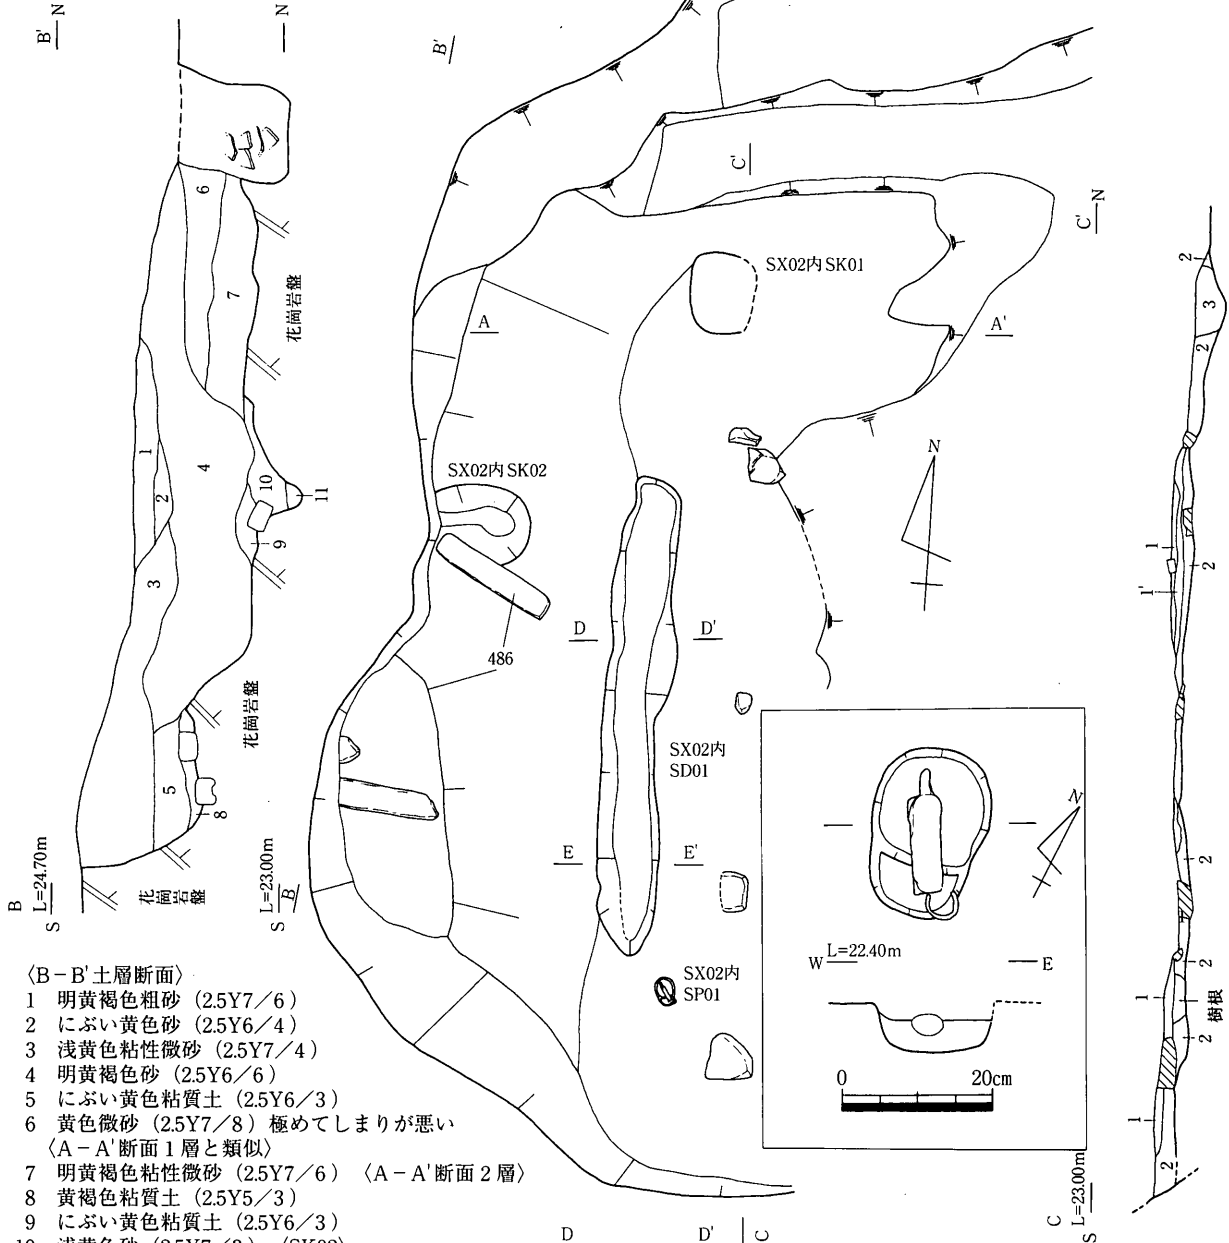 B'
N
N
6
7
花崗岩盤
1
2
4
10
11
9
3
花崗岩盤
5
8
B
L=24.70m
S
花崗岩盤
L=23.00m
S
B
B'
C'
C'
N
SX02内SK01
A
A'
SX02内SK02
486
N
D
D'
SX02内
SD01
E
E'
SX02内
SP01
N
L=22.40m
W
E
0
20cm
2
3
2
1
2
1'
2
2
1
樹根
2
1
2
C
L=23.00m
S
D
D'
C
〈B−B'土層断面〉
1 明黄褐色粗砂（2.5Y7／6）
2 にぶい黄色砂（2.5Y6／4）
3 浅黄色粘性微砂（2.5Y7／4）
4 明黄褐色砂（2.5Y6／6）
5 にぶい黄色粘質土（2.5Y6／3）
6 黄色微砂（2.5Y7／8）極めてしまりが悪い
〈A−A'断面1層と類似〉
7 明黄褐色粘性微砂（2.5Y7／6）〈A−A'断面2層〉
8 黄褐色粘質土（2.5Y5／3）
9 にぶい黄色粘質土（2.5Y6／3）